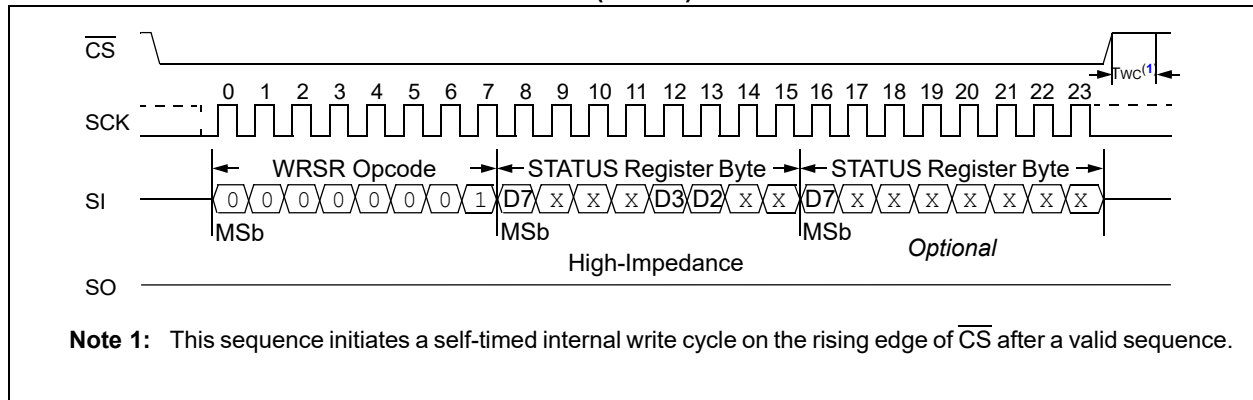 CS
TWC(1)
0 1 2 3 4 5 6 7 8 9 10 11 12 13 14 15 16 17 18 19 20 21 22 23
SCK
WRSR Opcode STATUS Register Byte STATUS Register Byte
SI 0 0 0 0 0 0 0 1 D7 X X X D3 D2 X X D7 X X X X X X X
MSb MSb MSb Optional
High-Impedance
SO
Note 1: This sequence initiates a self-timed internal write cycle on the rising edge of CS after a valid sequence.